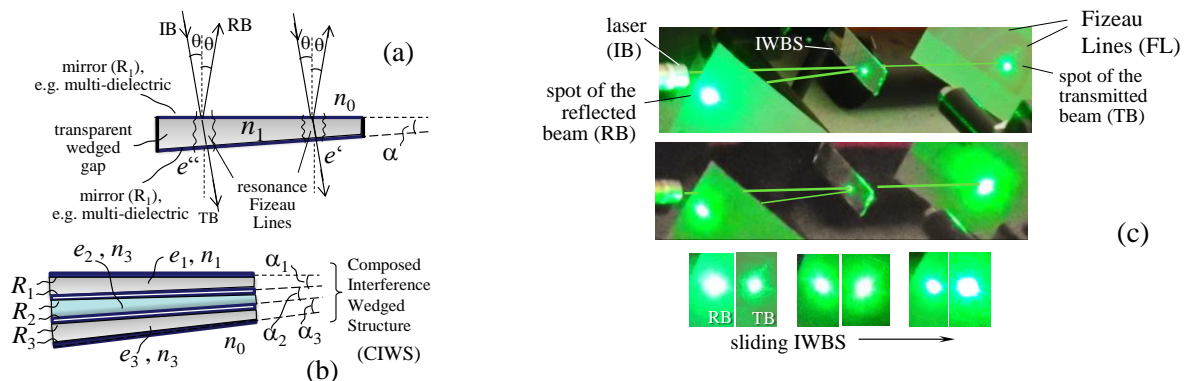 IB
RB
θ
θ
θ
θ
(a)
mirror (R₁),
e.g. multi-dielectric
n₀
transparent
wedged
gap
n₁
α
e“
e‘
mirror (R₁),
e.g. multi-dielectric
TB
resonance
Fizeau
Lines
e₂ , n₃
e₁, n₁
α₁
R₁
R₂
R₃
α₂
α₃
e₃ , n₃
n₀
Composed
Interference
Wedged
Structure
(CIWS)
(b)
laser
(IB)
IWBS
Fizeau
Lines (FL)
spot of the
reflected
beam (RB)
spot of the
transmitted
beam (TB)
(c)
RB
TB
sliding IWBS